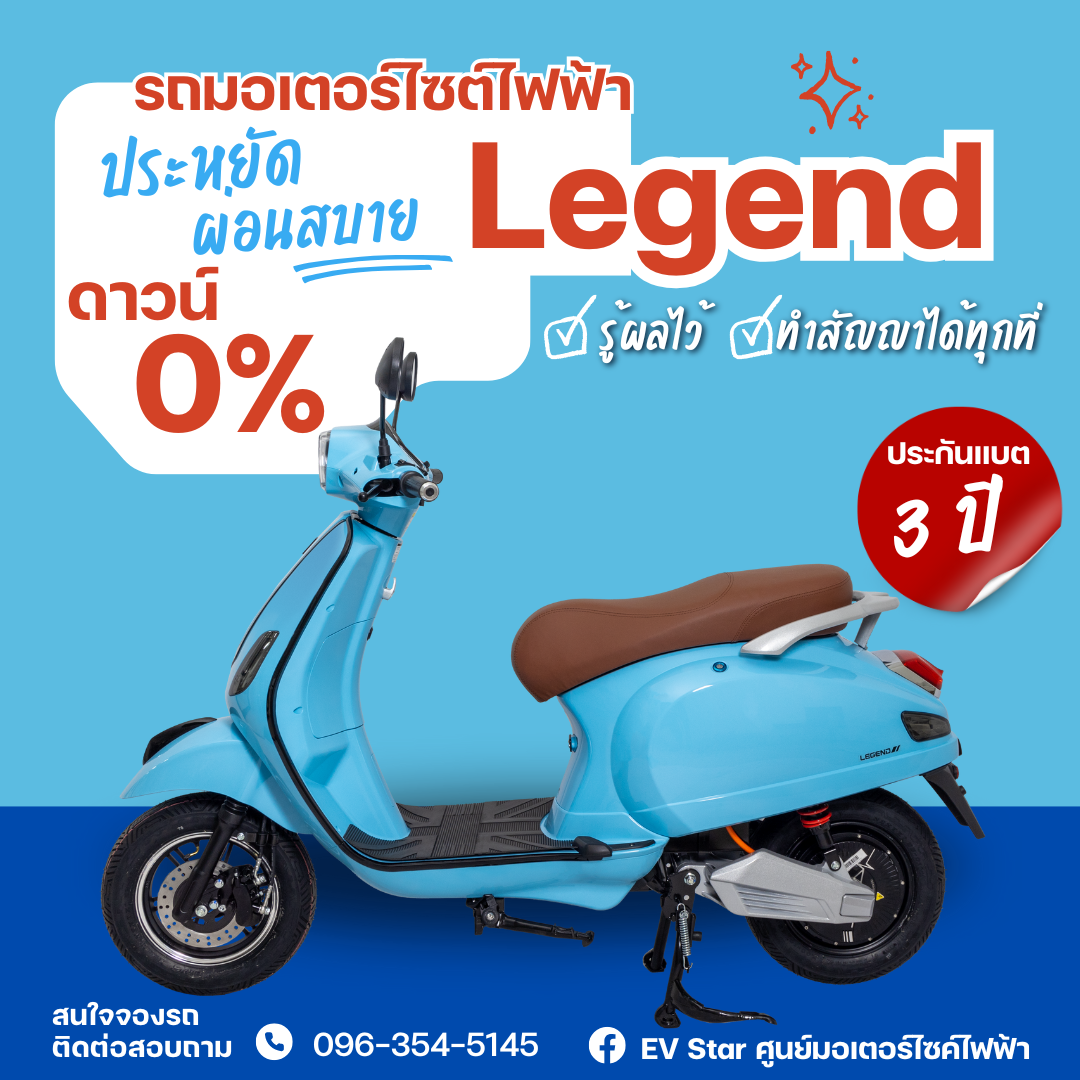 รถมอเตอร์ไซต์ไฟฟ้า
ประหยัด
ผ่อนสบาย
Legend
ดาวน์
0%
รู้ผลไว้
ทำสัญญาได้ทุกที่
ประกันแบต
3 ปี
LEGEND
สนใจจองรถ
ติดต่อสอบถาม
096-354-5145
EV Star ศูนย์มอเตอร์ไซค์ไฟฟ้า